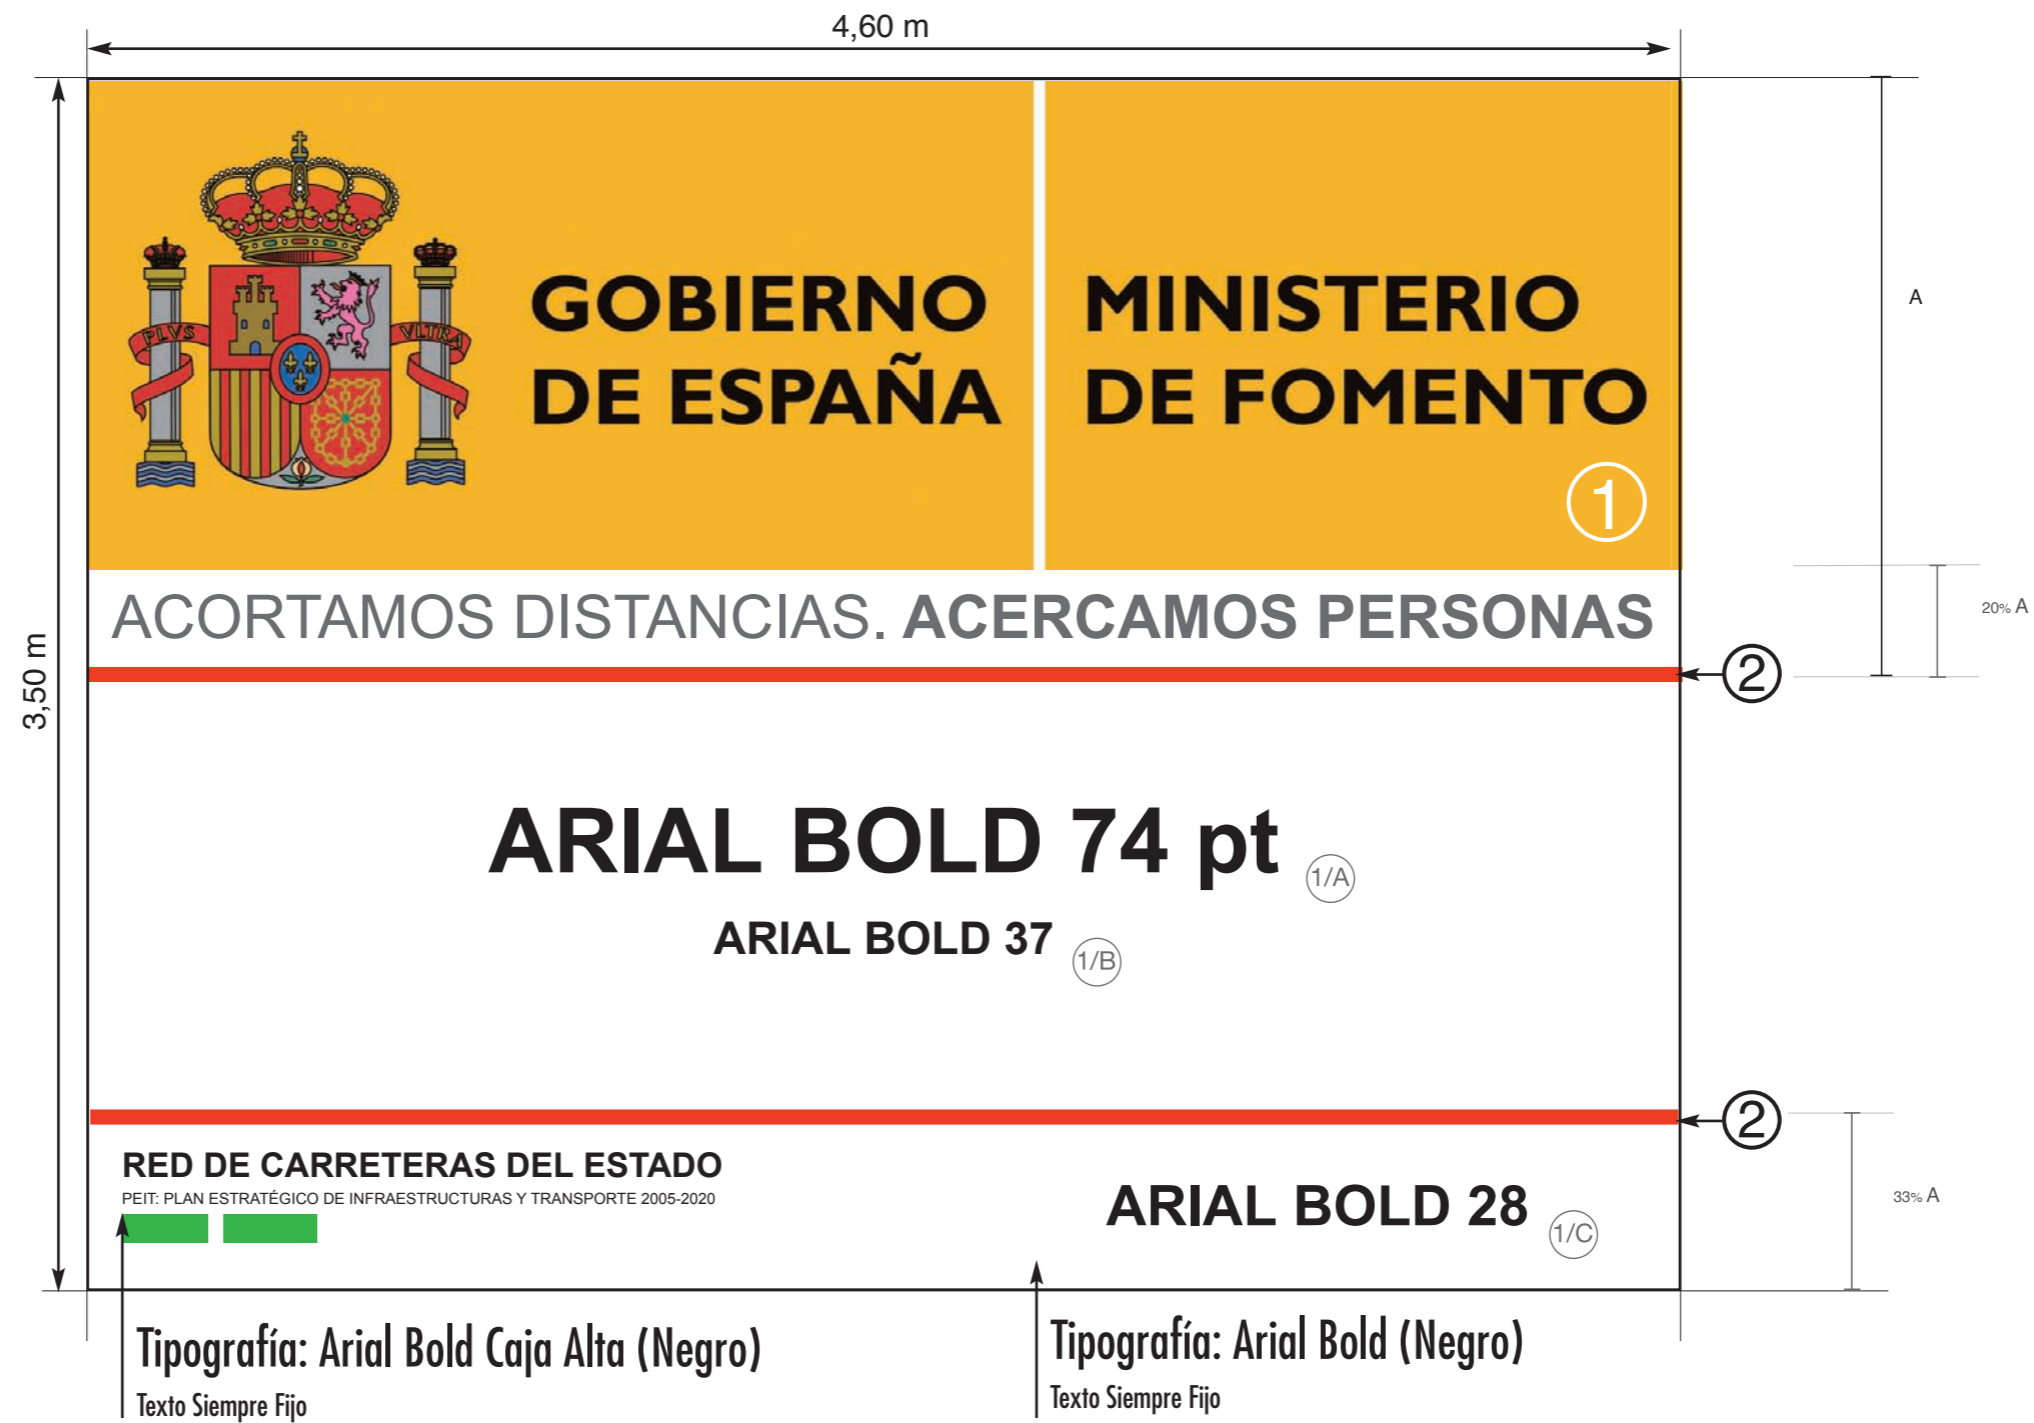 4,60 m
3,50 m
PLVS
VLTRA
GOBIERNO
DE ESPAÑA
MINISTERIO
DE FOMENTO
1
A
ACORTAMOS DISTANCIAS. ACERCAMOS PERSONAS
20% A
2
ARIAL BOLD 74 pt
1/A
ARIAL BOLD 37
1/B
2
RED DE CARRETERAS DEL ESTADO
PEIT: PLAN ESTRATÉGICO DE INFRAESTRUCTURAS Y TRANSPORTE 2005-2020
ARIAL BOLD 28
1/C
33% A
Tipografía: Arial Bold Caja Alta (Negro)
Texto Siempre Fijo
Tipografía: Arial Bold (Negro)
Texto Siempre Fijo